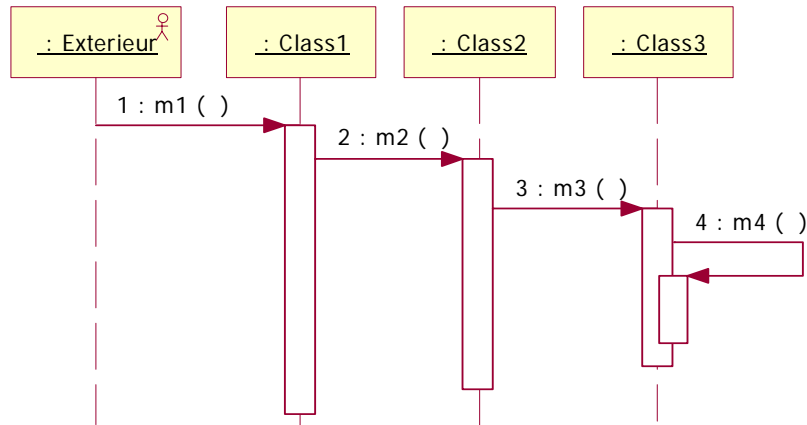 : Exterieur
: Class1
: Class2
: Class3
1 : m1 ( )
2 : m2 ( )
3 : m3 ( )
4 : m4 ( )